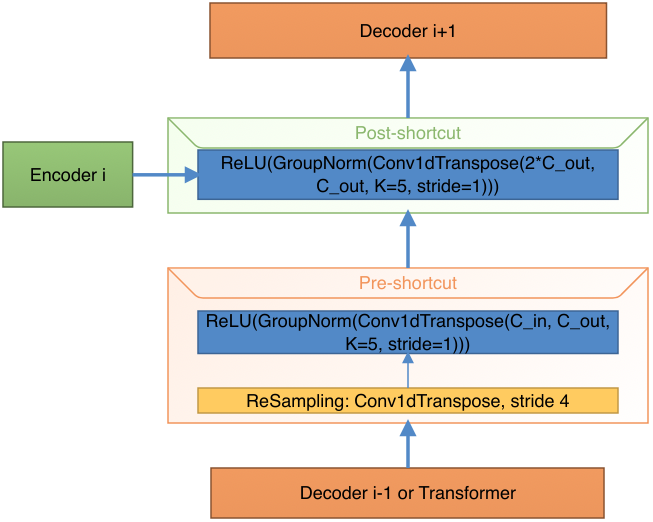 Decoder i+1
Post-shortcut
Encoder i
ReLU(GroupNorm(Conv1dTranspose(2*C_out,
C_out, K=5, stride=1)))
Pre-shortcut
ReLU(GroupNorm(Conv1dTranspose(C_in, C_out,
K=5, stride=1)))
ReSampling: Conv1dTranspose, stride 4
Decoder i-1 or Transformer